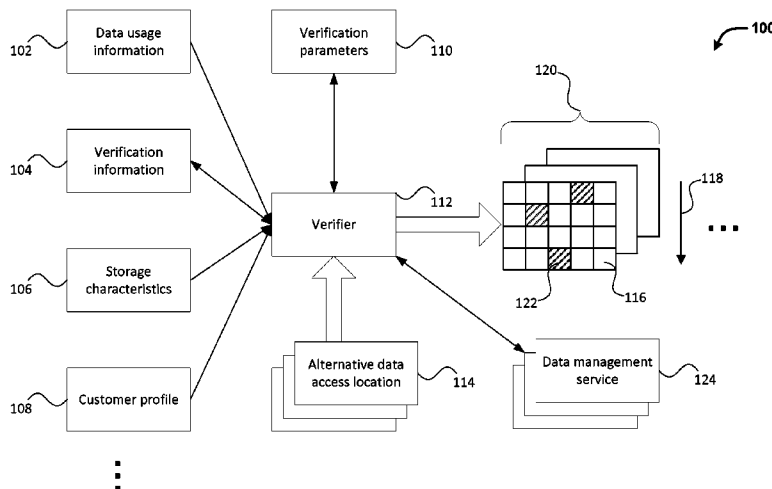 100
102
Data usage
information
Verification
parameters
110
120
104
Verification
information
112
Verifier
118
106
Storage
characteristics
122
116
108
Customer profile
Alternative data
access location
114
Data management
service
124